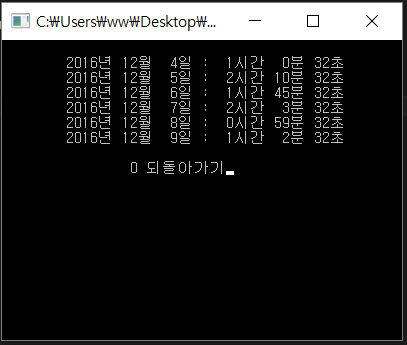 C:₩Users₩ww₩Desktop₩...
2016년 12월 4일 : 1시간 0분 32초
2016년 12월 5일 : 2시간 10분 32초
2016년 12월 6일 : 1시간 45분 32초
2016년 12월 7일 : 2시간 3분 32초
2016년 12월 8일 : 0시간 59분 32초
2016년 12월 9일 : 1시간 2분 32초
0 되돌아가기